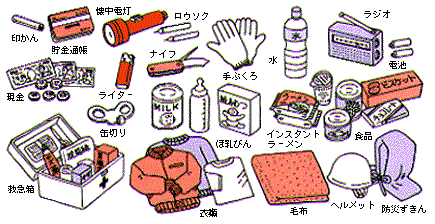 懐中電灯
ロウソク
ラジオ
印かん
貯金通帳
ナイフ
手ぶくろ
水
電池
現金
ライター
缶切り
MILK
ほ乳びん
インスタント
ラーメン
ビスケット
食品
救急箱
衣類
毛布
ヘルメット
防災ずきん